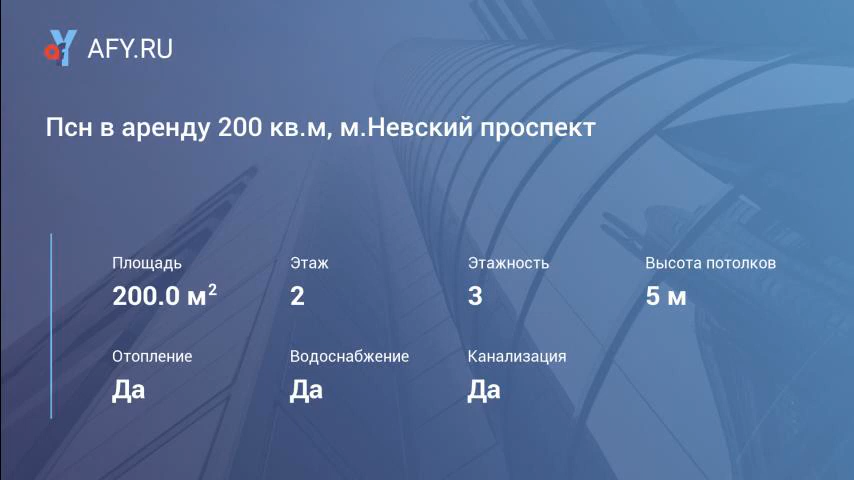 AFY.RU
Псн в аренду 200 кв.м, м.Невский проспект
Площадь Этаж Этажность Высота потолков
200.0 м² 2 3 5 м
Отопление Водоснабжение Канализация
Да Да Да